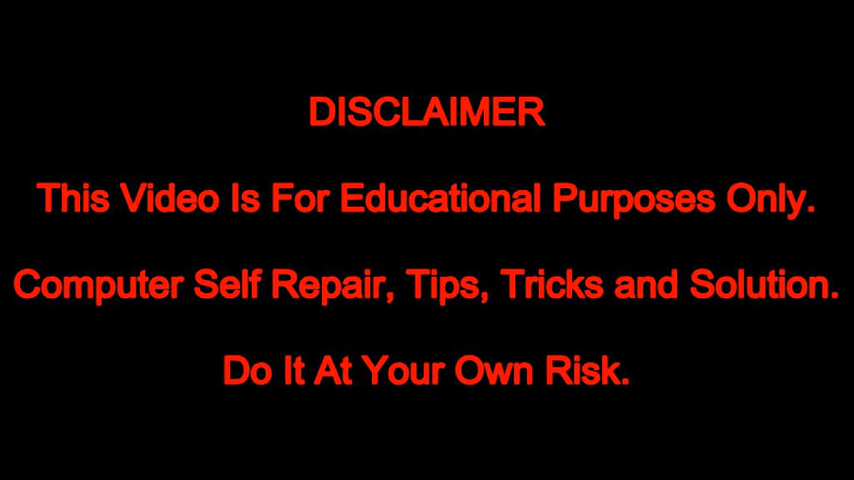 DISCLAIMER
This Video Is For Educational Purposes Only.
Computer Self Repair, Tips, Tricks and Solution.
Do It At Your Own Risk.